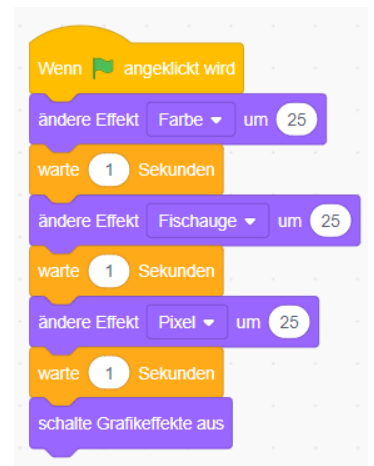 Wenn angeklickt wird
ändere Effekt Farbe um 25
warte 1 Sekunden
ändere Effekt Fischauge um 25
warte 1 Sekunden
ändere Effekt Pixel um 25
warte 1 Sekunden
schalte Grafikeffekte aus